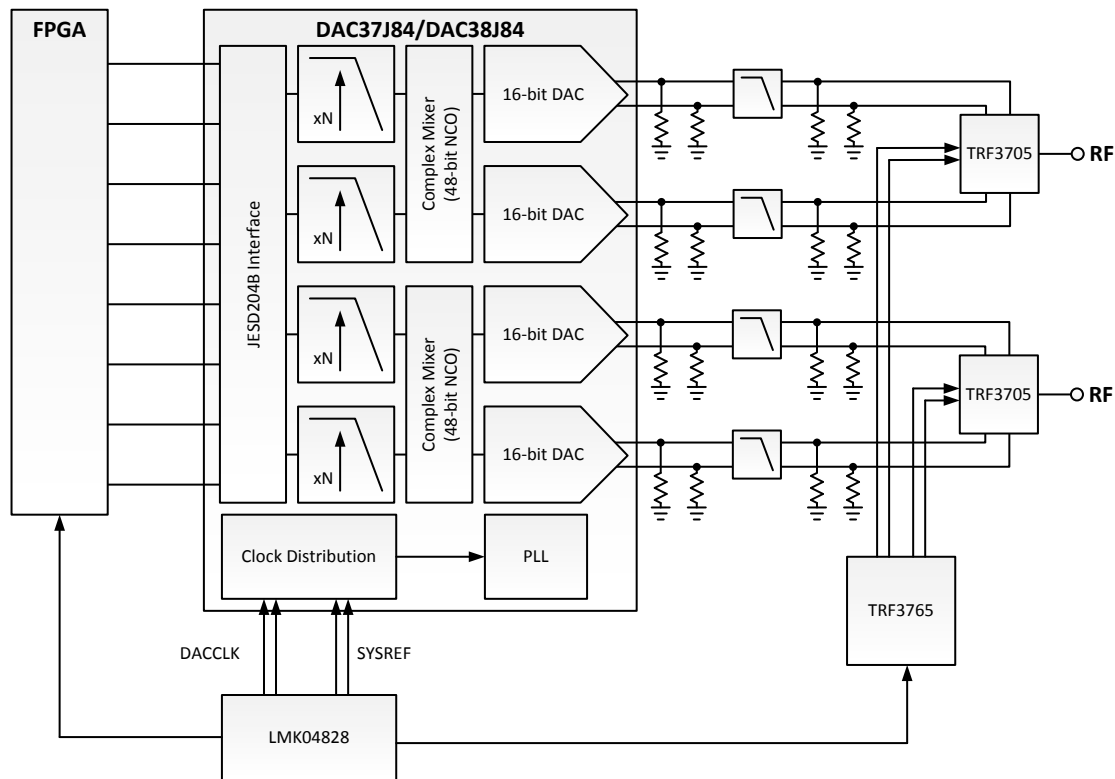 FPGA
DAC37J84/DAC38J84
JESD204B Interface
xN
Complex Mixer
(48-bit NCO)
16-bit DAC
TRF3705
RF
xN
16-bit DAC
xN
Complex Mixer
(48-bit NCO)
16-bit DAC
TRF3705
RF
xN
16-bit DAC
Clock Distribution
PLL
TRF3765
DACCLK
SYSREF
LMK04828